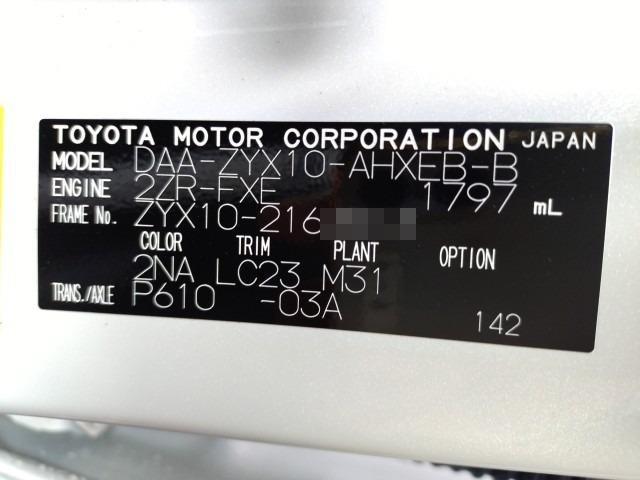 TOYOTA MOTOR CORPORATION JAPAN
MODEL DAA-ZYX10-AHXEB-B
ENGINE 2ZR-FXE 1797 mL
FRAME No. ZYX10-216
COLOR TRIM PLANT OPTION
2NA LC23 M31
TRANS./AXLE P610 -03A
142